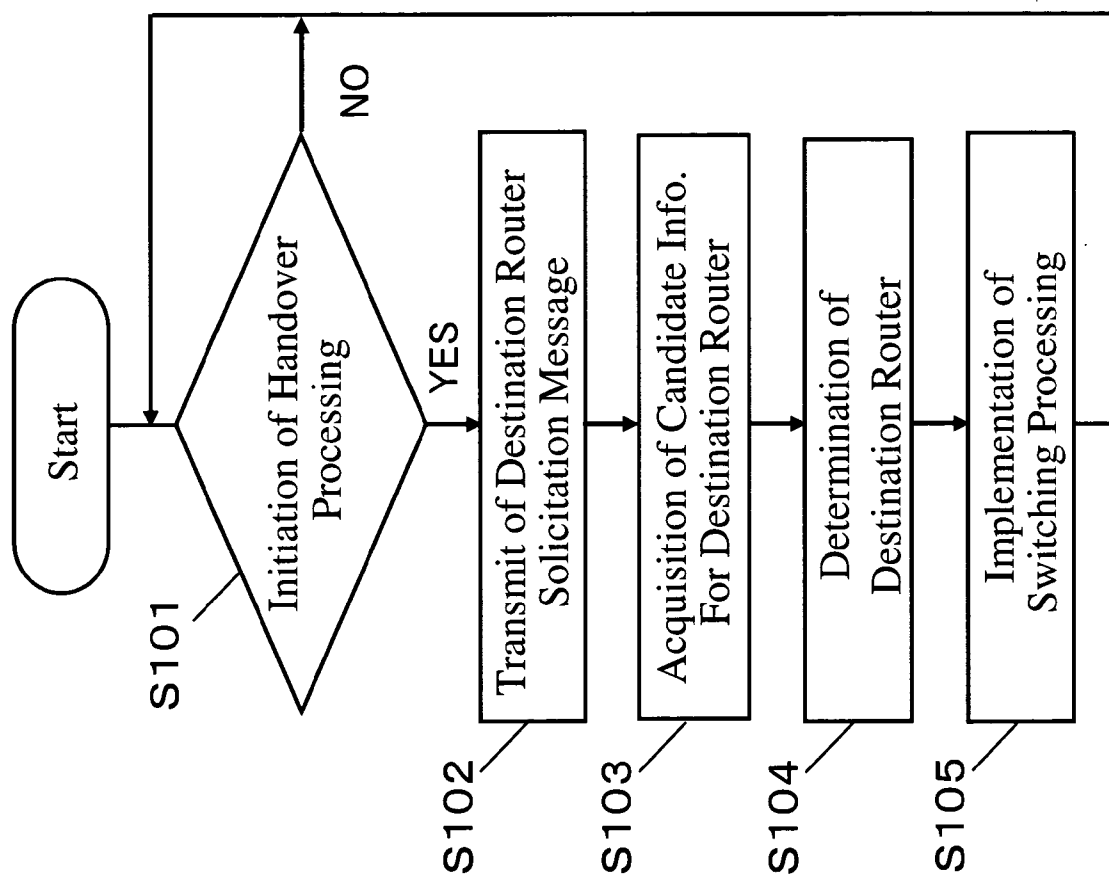 Start
S101
Initiation of Handover
Processing
NO
YES
S102
Transmit of Destination Router
Solicitation Message
S103
Acquisition of Candidate Info.
For Destination Router
S104
Determination of
Destination Router
S105
Implementation of
Switching Processing